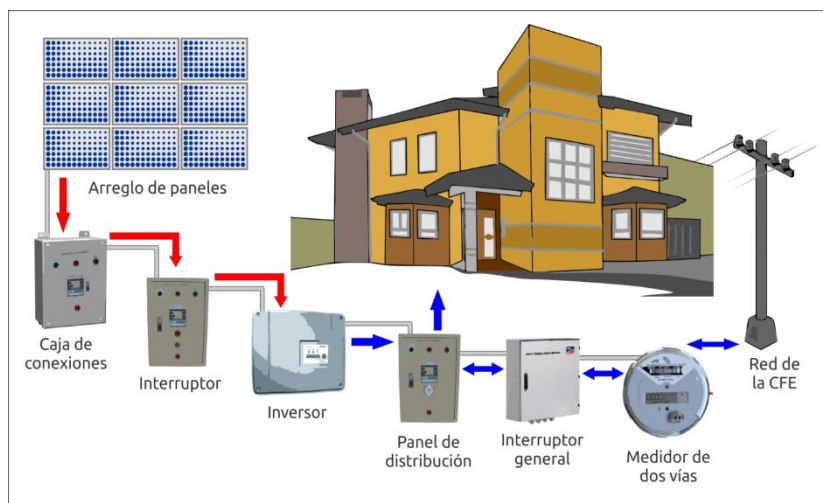 Arreglo de paneles
Caja de
conexiones
Interruptor
Inversor
Panel de
distribución
Interruptor
general
Medidor de
dos vías
Red de
la CFE